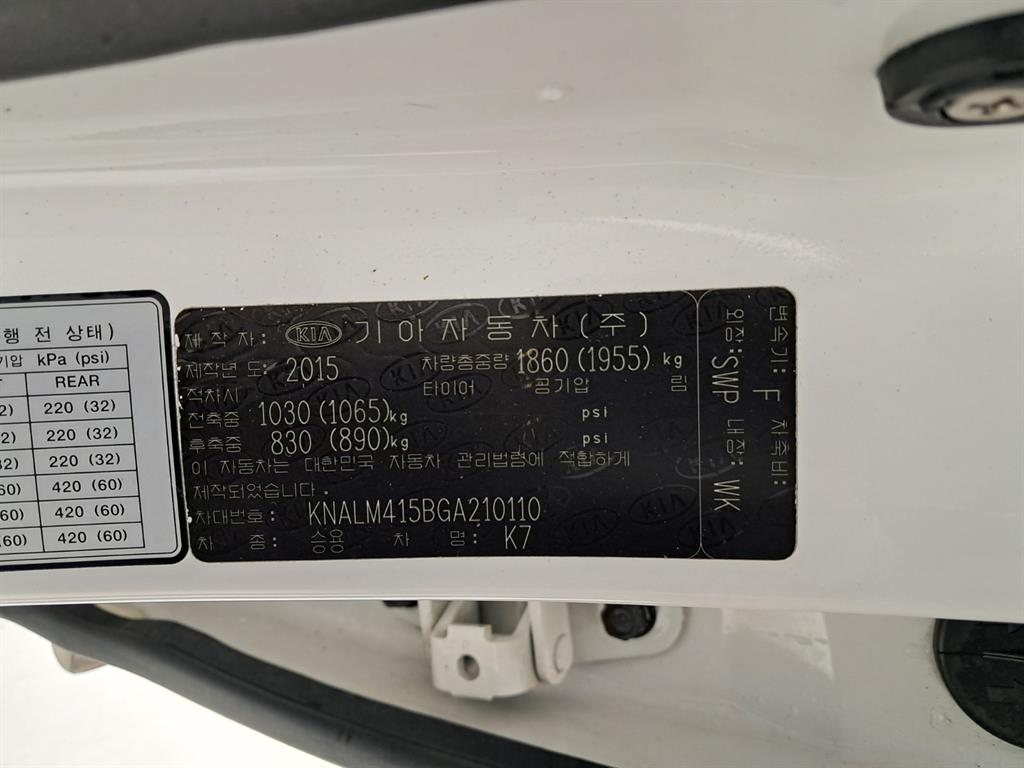 행 전 상태)
기압 kPa (psi)
REAR
220 (32)
220 (32)
220 (32)
420 (60)
420 (60)
420 (60)
제 작 자: KIA 기아자동차(주)
제작년 도: 2015 차량총중량 1860 (1955) kg
적차시 타이어 공기압 림
전축중 1030 (1065)kg psi
후축중 830 (890)kg psi
이 자동차는 대한민국 자동차 관리법령에 적합하게
제작되었습니다.
차대번호: KNALM415BGA210110
차 종: 승용 차 명: K7
변속기: F 차축비:
외장: SWP 내장: WK